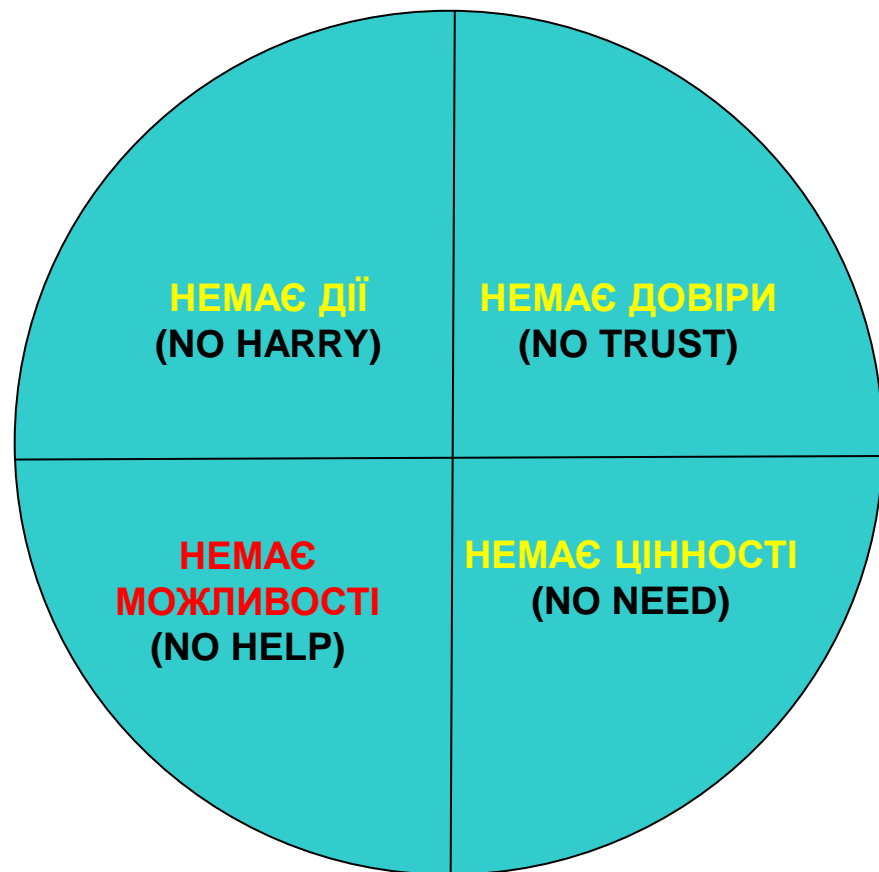 НЕМАЄ ДІЇ
(NO HARRY)
НЕМАЄ ДОВІРИ
(NO TRUST)
НЕМАЄ
МОЖЛИВОСТІ
(NO HELP)
НЕМАЄ ЦІННОСТІ
(NO NEED)